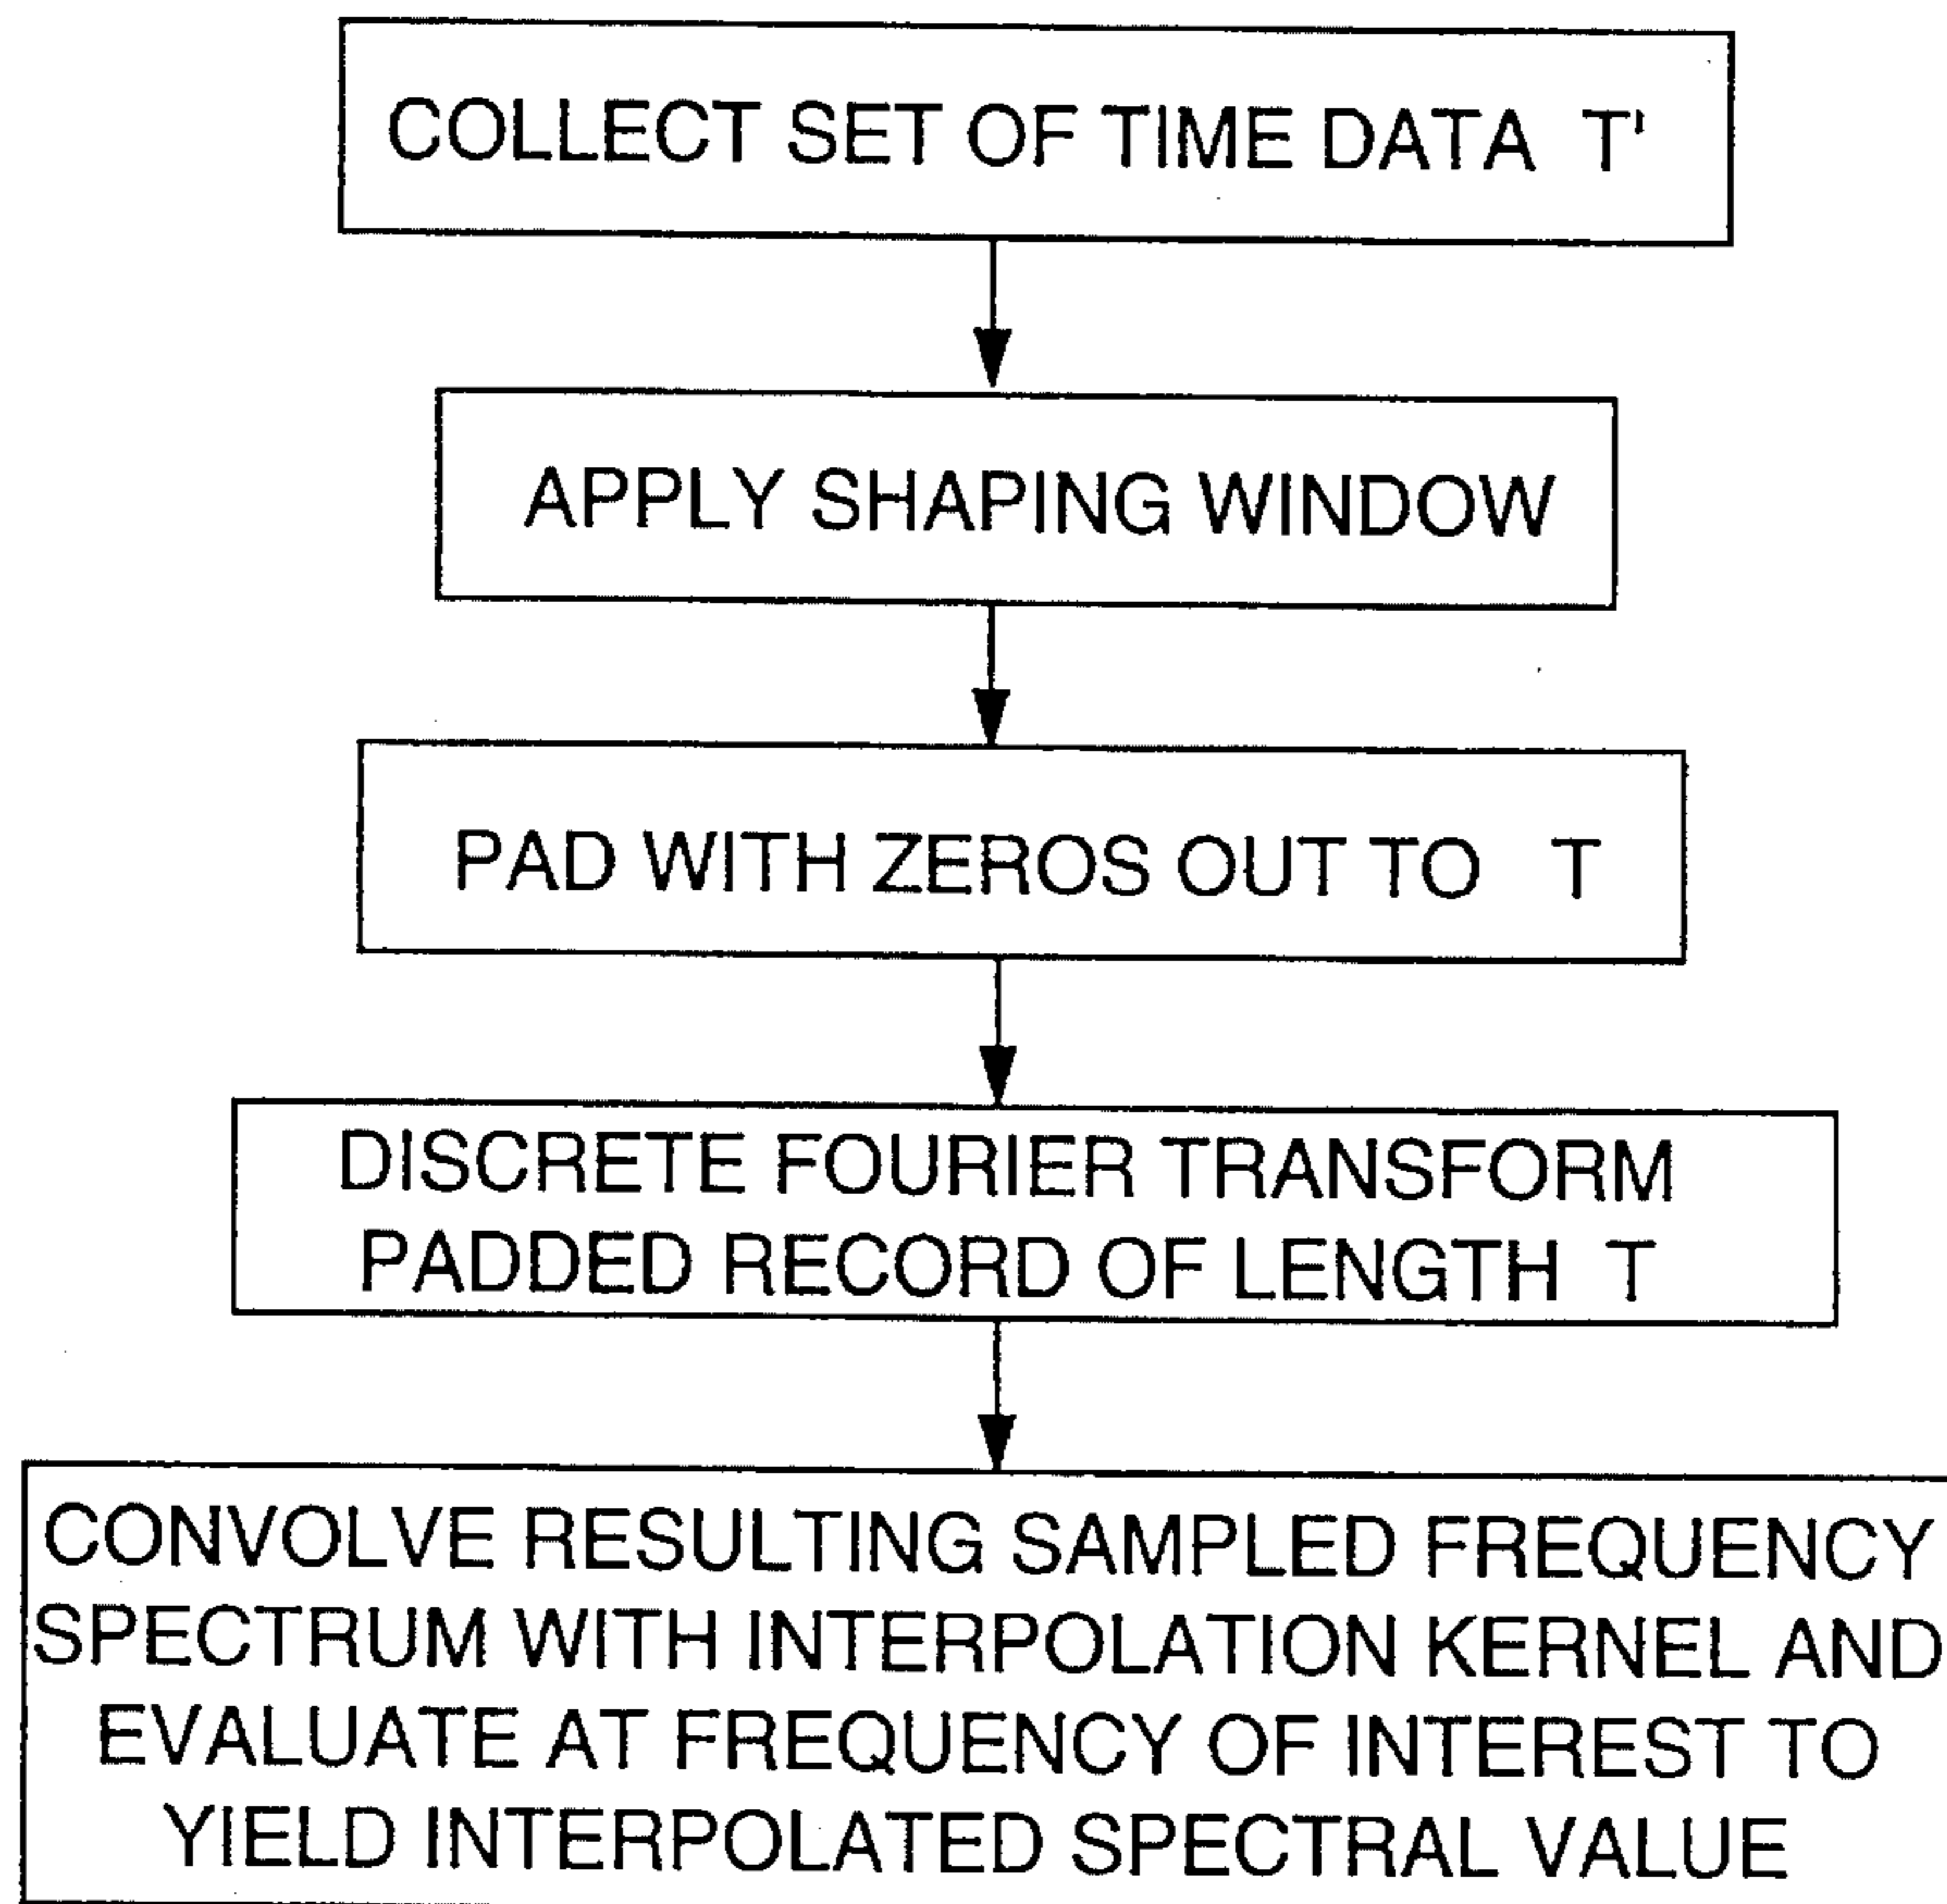 COLLECT SET OF TIME DATA T'
APPLY SHAPING WINDOW
PAD WITH ZEROS OUT TO T
DISCRETE FOURIER TRANSFORM
PADDED RECORD OF LENGTH T
CONVOLVE RESULTING SAMPLED FREQUENCY
SPECTRUM WITH INTERPOLATION KERNEL AND
EVALUATE AT FREQUENCY OF INTEREST TO
YIELD INTERPOLATED SPECTRAL VALUE